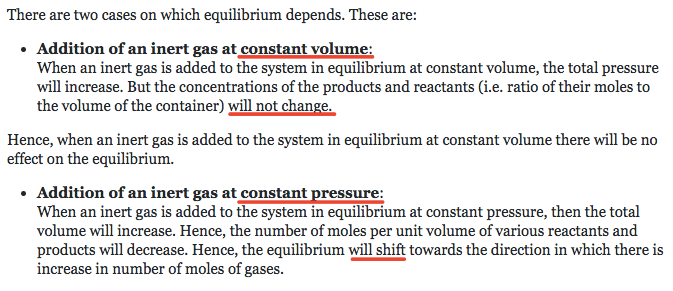 There are two cases on which equilibrium depends. These are:
• Addition of an inert gas at constant volume:
When an inert gas is added to the system in equilibrium at constant volume, the total pressure
will increase. But the concentrations of the products and reactants (i.e. ratio of their moles to
the volume of the container) will not change.
Hence, when an inert gas is added to the system in equilibrium at constant volume there will be no
effect on the equilibrium.
• Addition of an inert gas at constant pressure:
When an inert gas is added to the system in equilibrium at constant pressure, then the total
volume will increase. Hence, the number of moles per unit volume of various reactants and
products will decrease. Hence, the equilibrium will shift towards the direction in which there is
increase in number of moles of gases.